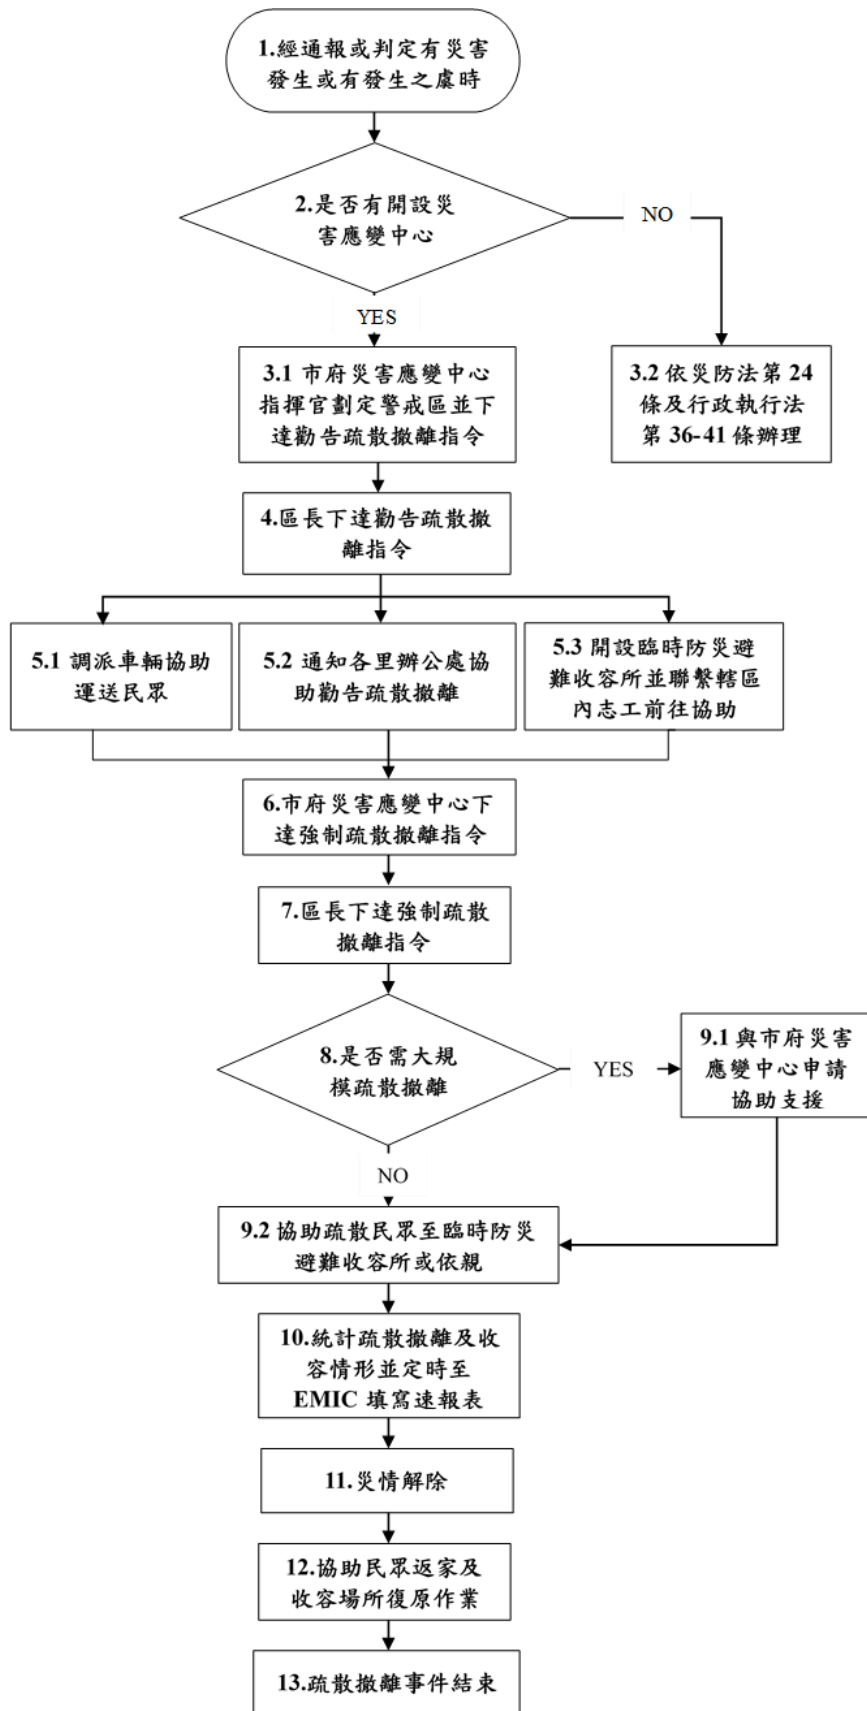 1.經通報或判定有災害
發生或有發生之虞時
2.是否有開設災
害應變中心
NO
YES
3.1 市府災害應變中心
指揮官劃定警戒區並下
達勸告疏散撤離指令
3.2 依災防法第 24
條及行政執行法
第 36-41 條辦理
4.區長下達勸告疏散撤
離指令
5.1 調派車輛協助
運送民眾
5.2 通知各里辦公處協
助勸告疏散撤離
5.3 開設臨時防災避
難收容所並聯繫轄區
內志工前往協助
6.市府災害應變中心下
達強制疏散撤離指令
7.區長下達強制疏散
撤離指令
8.是否需大規
模疏散撤離
YES
9.1 與市府災害
應變中心申請
協助支援
NO
9.2 協助疏散民眾至臨時防災
避難收容所或依親
10.統計疏散撤離及收
容情形並定時至
EMIC 填寫速報表
11.災情解除
12.協助民眾返家及
收容場所復原作業
13.疏散撤離事件結束